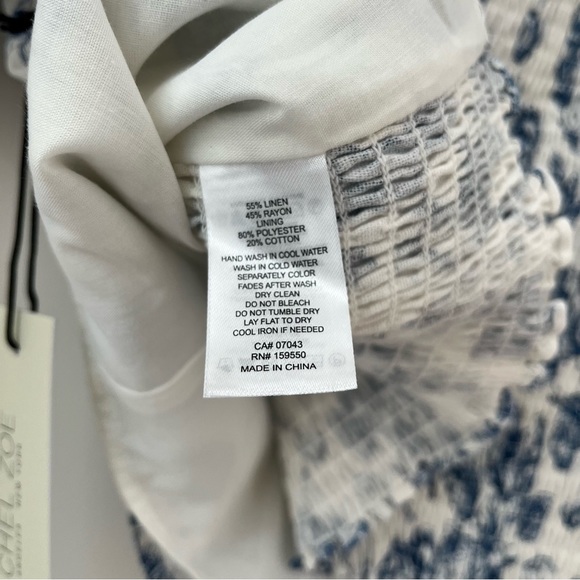 55% LINEN
45% RAYON
LINING
80% POLYESTER
20% COTTON
HAND WASH IN COOL WATER
WASH IN COLD WATER
SEPARATELY COLOR
FADES AFTER WASH
DRY CLEAN
DO NOT BLEACH
DO NOT TUMBLE DRY
LAY FLAT TO DRY
COOL IRON IF NEEDED
CA# 07043
RN# 159550
MADE IN CHINA
CHEL ZOE